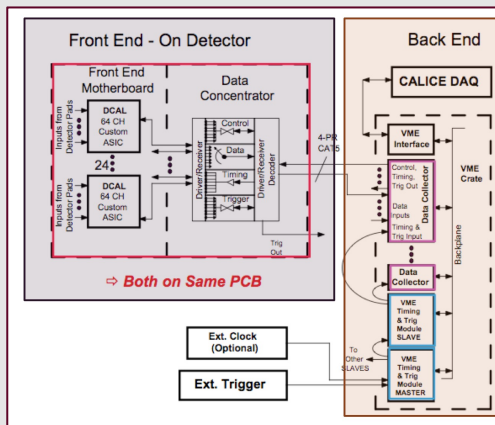 Front End - On Detector
Front End
Motherboard
Data
Concentrator
Inputs from
Detector Pads
DCAL
64 CH
Custom
ASIC
24
Inputs from
Detector Pads
DCAL
64 CH
Custom
ASIC
Driver/Receiver
Control
Data
Timing
Trigger
Driver/Receiver
Decoder
4-PR
CAT5
Trig
Out
⇨ Both on Same PCB
Back End
CALICE DAQ
VME
Interface
VME
Crate
Control,
Timing,
Trig Out
Data
Inputs
Timing &
Trig Input
Data Collector
Backplane
Data
Collector
VME
Timing
& Trig
Module
SLAVE
To
Other
SLAVES
VME
Timing
& Trig
Module
MASTER
Ext. Clock
(Optional)
Ext. Trigger